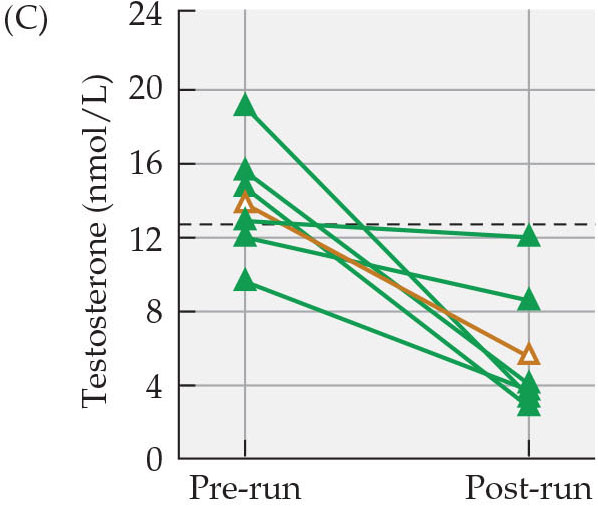 (C)
Testosterone (nmol/L)
24
20
16
12
8
4
0
Pre-run
Post-run